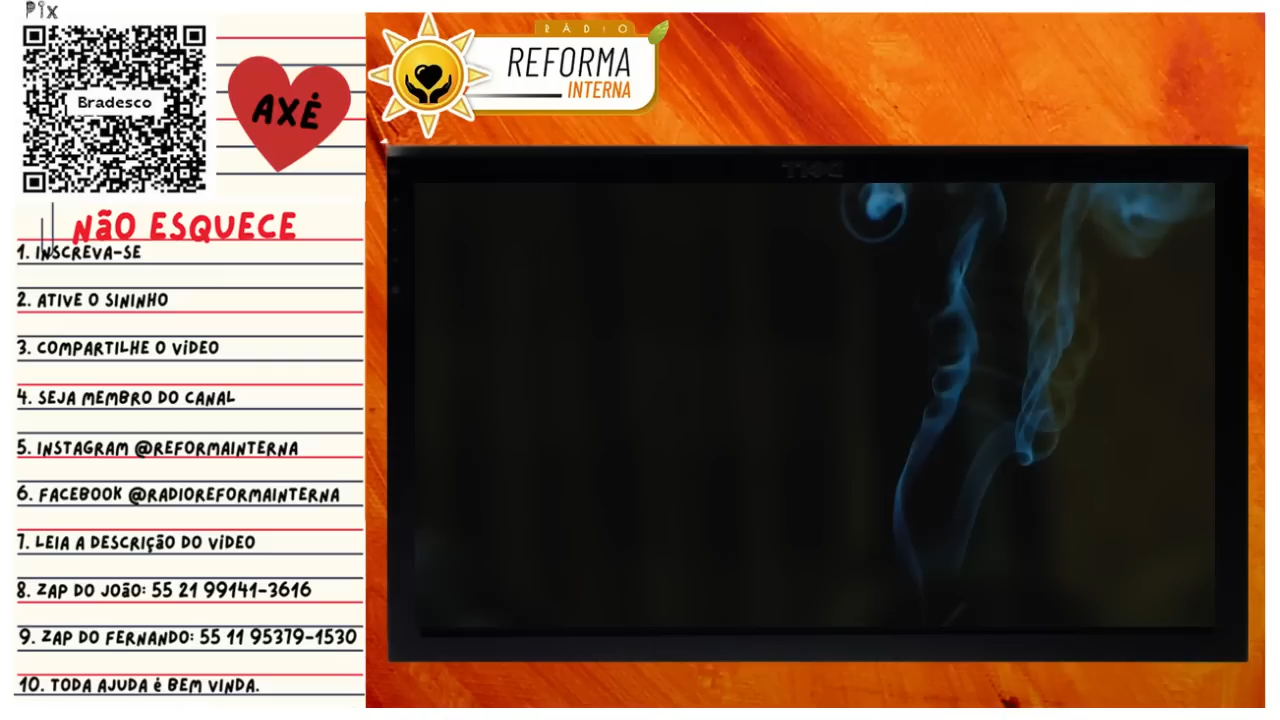 Pix
Bradesco
AXÉ
NÃO ESQUECE
1. INSCREVA-SE
2. ATIVE O SININHO
3. COMPARTILHE O VÍDEO
4. SEJA MEMBRO DO CANAL
5. INSTAGRAM @REFORMAINTERNA
6. FACEBOOK @RADIOREFORMAINTERNA
7. LEIA A DESCRIÇÃO DO VÍDEO
8. ZAP DO JOÃO: 55 21 99141-3616
9. ZAP DO FERNANDO: 55 11 95379-1530
10. TODA AJUDA É BEM VINDA.
RÁDIO
REFORMA
INTERNA